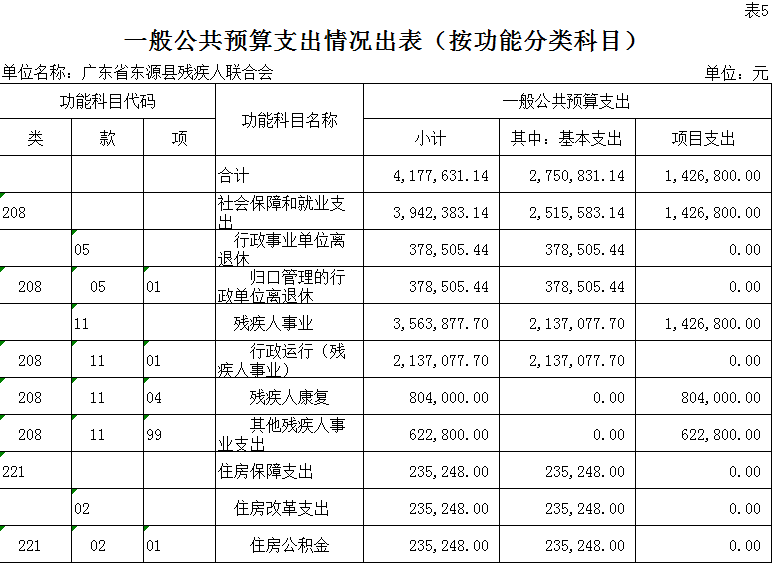 表5
一般公共预算支出情况出表（按功能分类科目）
单位名称：广东省东源县残疾人联合会 单位：元
功能科目代码 功能科目名称 一般公共预算支出
类 款 项 小计 其中：基本支出 项目支出
合计 4,177,631.14 2,750,831.14 1,426,800.00
208 社会保障和就业支
出 3,942,383.14 2,515,583.14 1,426,800.00
05 行政事业单位离
退休 378,505.44 378,505.44 0.00
208 05 01 归口管理的行
政单位离退休 378,505.44 378,505.44 0.00
11 残疾人事业 3,563,877.70 2,137,077.70 1,426,800.00
208 11 01 行政运行（残
疾人事业） 2,137,077.70 2,137,077.70 0.00
208 11 04 残疾人康复 804,000.00 0.00 804,000.00
208 11 99 其他残疾人事
业支出 622,800.00 0.00 622,800.00
221 住房保障支出 235,248.00 235,248.00 0.00
02 住房改革支出 235,248.00 235,248.00 0.00
221 02 01 住房公积金 235,248.00 235,248.00 0.00